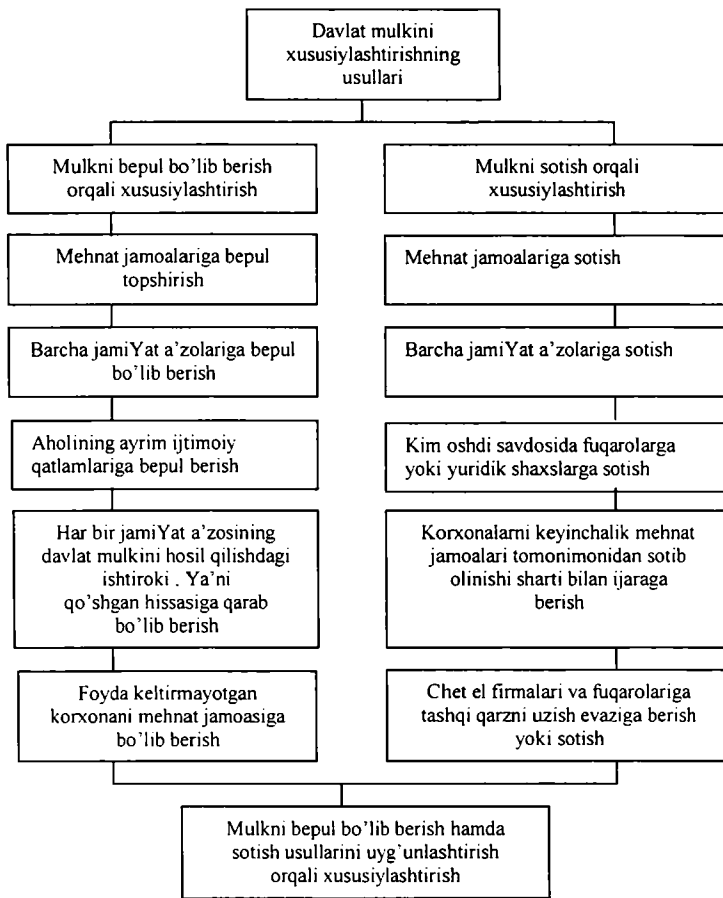 Davlat mulkini
xususiylashtirishning
usullari
Mulkni bepul bo’lib berish
orqali xususiylashtirish
Mehnat jamoalariga bepul
topshirish
Barcha jamiYat a’zolariga bepul
bo’lib berish
Aholining ayrim ijtimoiy
qatlamlariga bepul berish
Har bir jamiYat a’zosining
davlat mulkini hosil qilishdagi
ishtiroki . Ya’ni
qo’shgan hissasiga qarab
bo’lib berish
Foyda keltirmayotgan
korxonani mehnat jamoasiga
bo’lib berish
Mulkni sotish orqali
xususiylashtirish
Mehnat jamoalariga sotish
Barcha jamiYat a’zolariga sotish
Kim oshdi savdosida fuqarolarga
yoki yuridik shaxslarga sotish
Korxonalarni keyinchalik mehnat
jamoalari tomonimonidan sotib
olinishi sharti bilan ijaraga
berish
Chet el firmalari va fuqarolariga
tashqi qarzni uzish evaziga berish
yoki sotish
Mulkni bepul bo’lib berish hamda
sotish usullarini uyg’unlashtirish
orqali xususiylashtirish